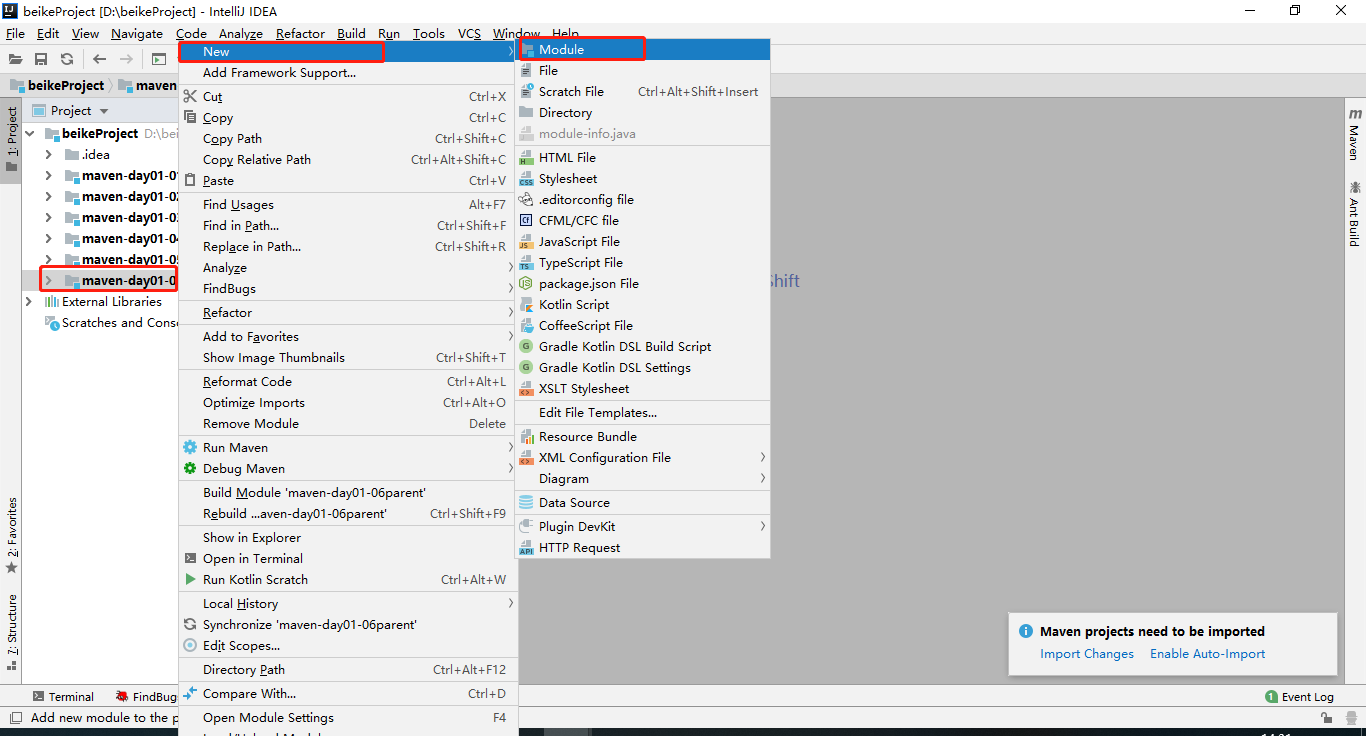 beikeProject [D:\beikeProject] - IntelliJ IDEA
File Edit View Navigate Code Analyze Refactor Build Run Tools VCS Window Help
beikeProject maven
1: Project
Project
beikeProject D:\bei
.idea
maven-day01-01
maven-day01-02
maven-day01-03
maven-day01-04
maven-day01-05
maven-day01-0
External Libraries
Scratches and Conso
2: Favorites
7: Structure
New
Add Framework Support...
Cut Ctrl+X
Copy Ctrl+C
Copy Path Ctrl+Shift+C
Copy Relative Path Ctrl+Alt+Shift+C
Paste Ctrl+V
Find Usages Alt+F7
Find in Path... Ctrl+Shift+F
Replace in Path... Ctrl+Shift+R
Analyze
FindBugs
Refactor
Add to Favorites
Show Image Thumbnails Ctrl+Shift+T
Reformat Code Ctrl+Alt+L
Optimize Imports Ctrl+Alt+O
Remove Module Delete
Run Maven
Debug Maven
Build Module 'maven-day01-06parent'
Rebuild ...aven-day01-06parent' Ctrl+Shift+F9
Show in Explorer
Open in Terminal
Run Kotlin Scratch Ctrl+Alt+W
Local History
Synchronize 'maven-day01-06parent'
Edit Scopes...
Directory Path Ctrl+Alt+F12
Compare With... Ctrl+D
Open Module Settings F4
Module
File
Scratch File Ctrl+Alt+Shift+Insert
Directory
module-info.java
HTML File
Stylesheet
.editorconfig file
CFML/CFC file
JavaScript File
TypeScript File
package.json File
Kotlin Script
CoffeeScript File
Gradle Kotlin DSL Build Script
Gradle Kotlin DSL Settings
XSLT Stylesheet
Edit File Templates...
Resource Bundle
XML Configuration File
Diagram
Data Source
Plugin DevKit
HTTP Request
Shift
Maven
Ant Build
Maven projects need to be imported
Import Changes Enable Auto-Import
Terminal FindBug
1 Event Log
Add new module to the p